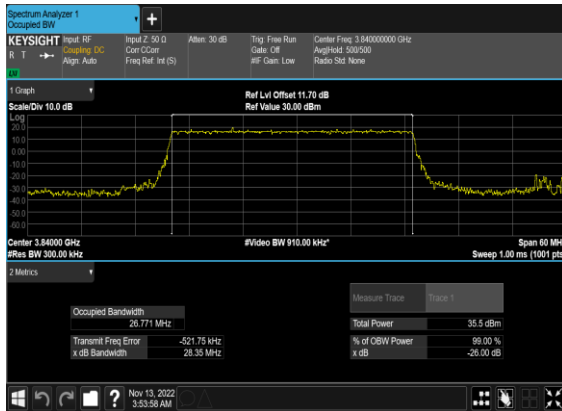 Spectrum Analyzer 1
Occupied BW
KEYSIGHT Input: RF Input Z: 50 Ω Atten: 30 dB Trig: Free Run Center Freq: 3.840000000 GHz
R T Coupling: DC Corr CCorr Gate: Off Avg|Hold: 500/500
Align: Auto Freq Ref: Int (S) #IF Gain: Low Radio Std: None
1 Graph
Ref Lvl Offset 11.70 dB
Scale/Div 10.0 dB Ref Value 30.00 dBm
Log
20.0
10.0
0.00
-10.0
-20.0
-30.0
-40.0
-50.0
-60.0
Center 3.84000 GHz #Video BW 910.00 kHz* Span 60 MH
#Res BW 300.00 kHz Sweep 1.00 ms (1001 pts
2 Metrics
Measure Trace Trace 1
Occupied Bandwidth
26.771 MHz Total Power 35.5 dBm
Transmit Freq Error -521.75 kHz % of OBW Power 99.00 %
x dB Bandwidth 28.35 MHz x dB -26.00 dB
Nov 13, 2022
3:53:58 AM